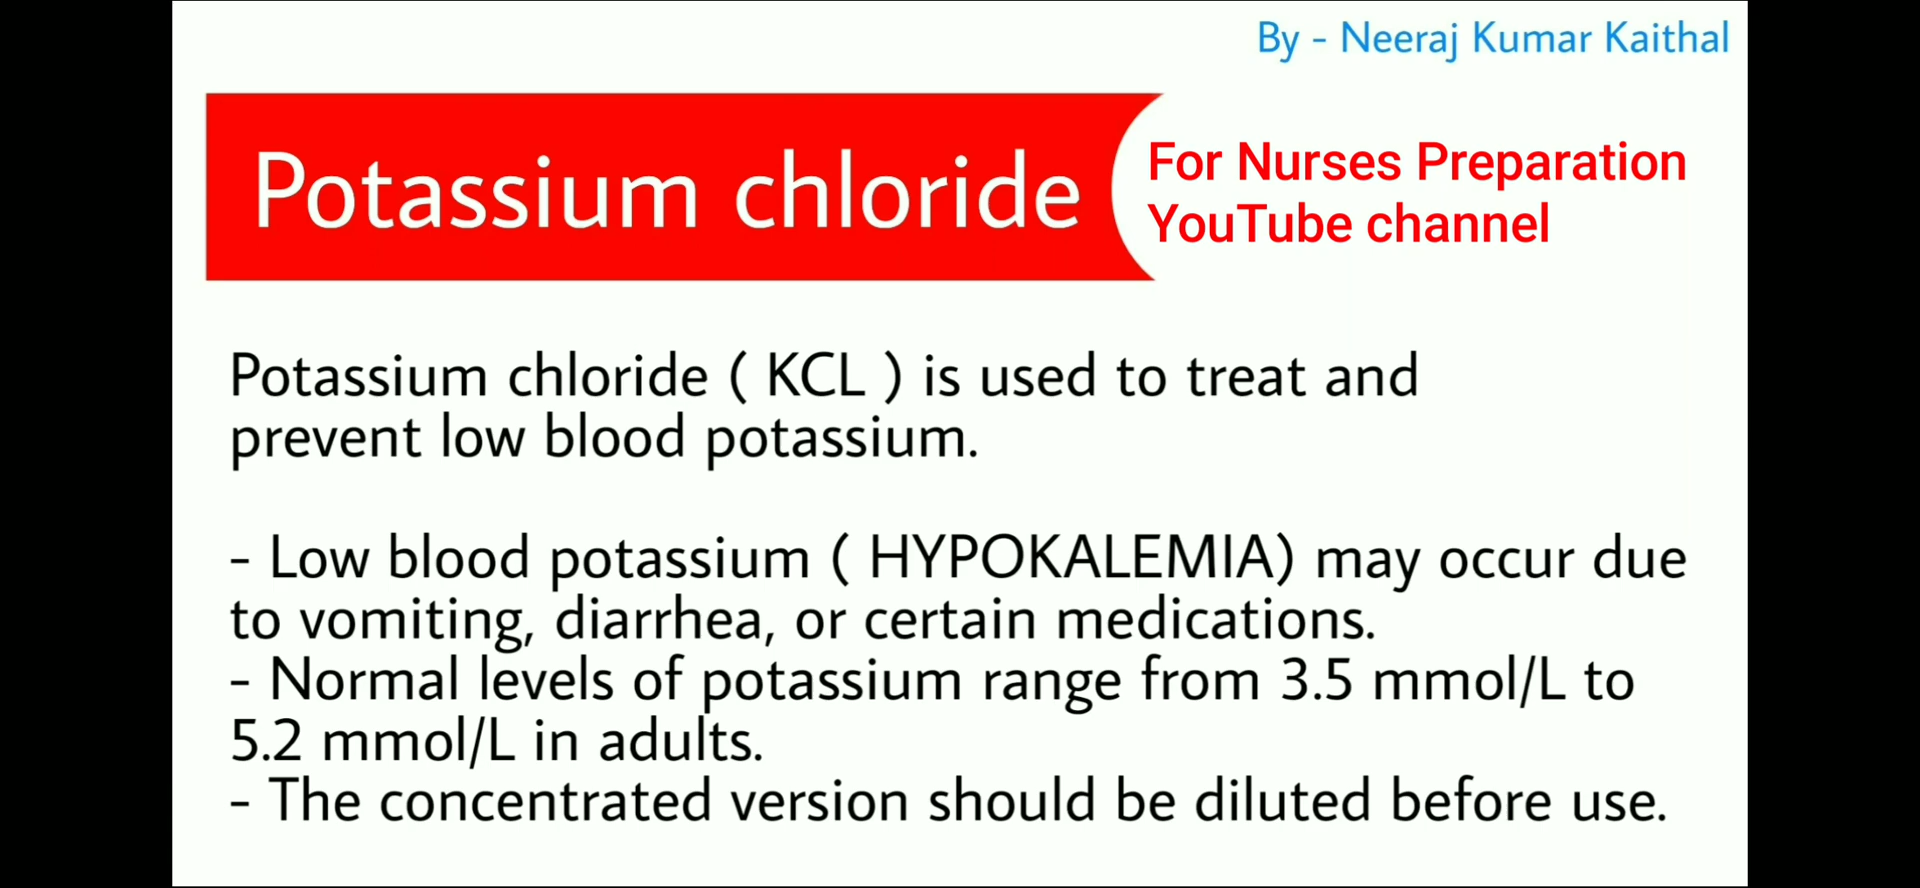 By - Neeraj Kumar Kaithal
Potassium chloride
For Nurses Preparation
YouTube channel
Potassium chloride ( KCL ) is used to treat and
prevent low blood potassium.
- Low blood potassium ( HYPOKALEMIA) may occur due
to vomiting, diarrhea, or certain medications.
- Normal levels of potassium range from 3.5 mmol/L to
5.2 mmol/L in adults.
- The concentrated version should be diluted before use.